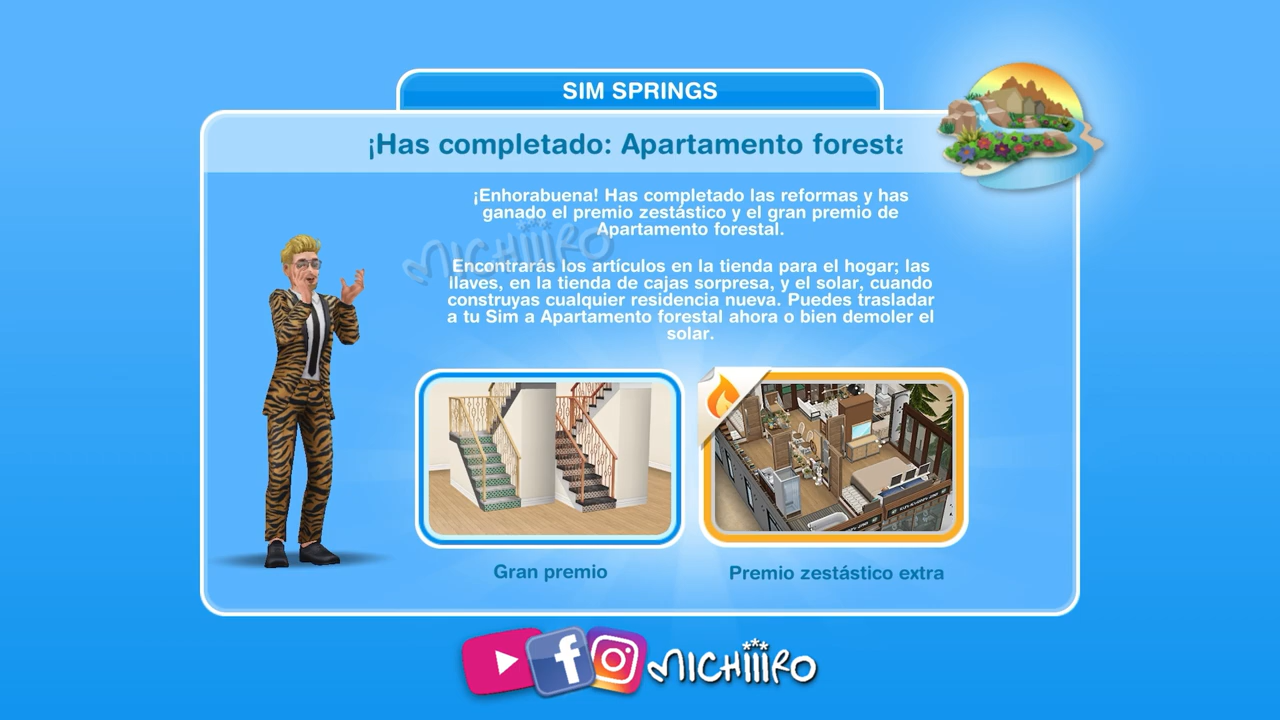 SIM SPRINGS
¡Has completado: Apartamento foresta
¡Enhorabuena! Has completado las reformas y has
ganado el premio zestástico y el gran premio de
Apartamento forestal.
MICHIIIRO
Encontrarás los artículos en la tienda para el hogar; las
llaves, en la tienda de cajas sorpresa, y el solar, cuando
construyas cualquier residencia nueva. Puedes trasladar
a tu Sim a Apartamento forestal ahora o bien demoler el
solar.
Gran premio
Premio zestástico extra
MICHIIIRO